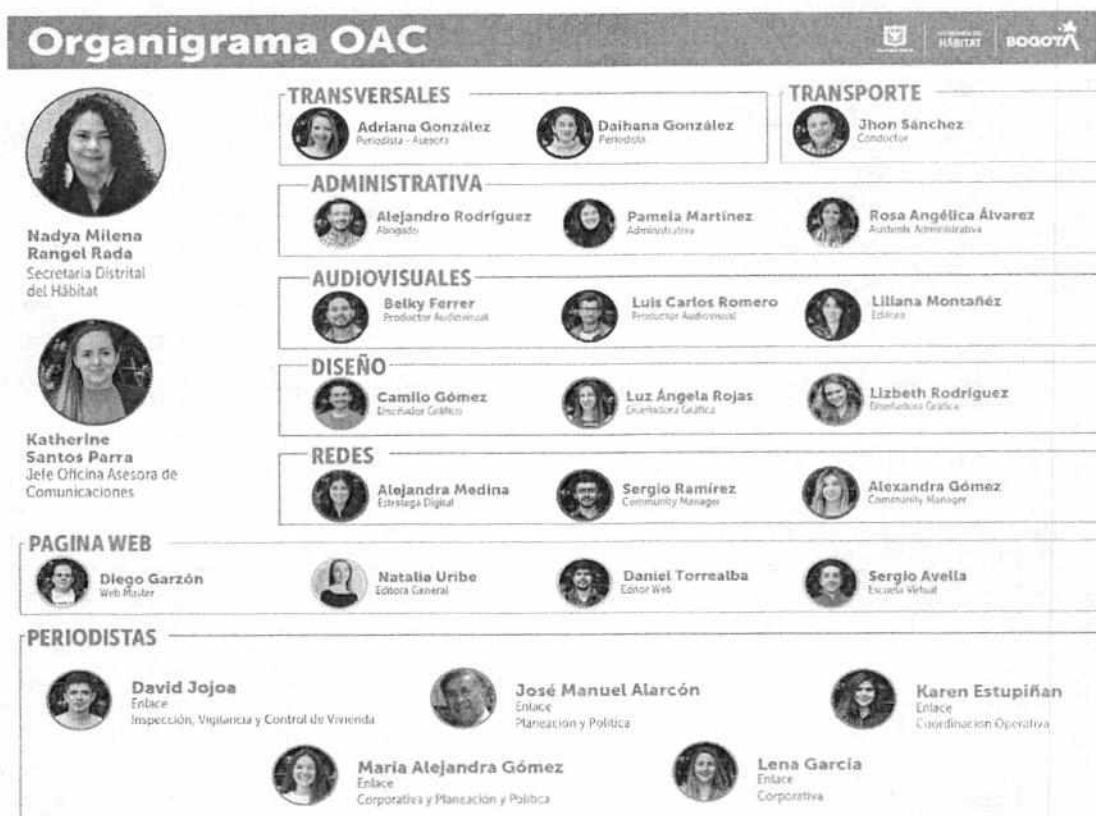 Organigrama OAC
HÁBITAT
BOGOTÁ
Nadya Milena
Rangel Rada
Secretaria Distrital
del Hábitat
Katherine
Santos Parra
Jefe Oficina Asesora de
Comunicaciones
TRANSVERSALES
Adriana González
Periodista - Asesora
Daihana González
Periodista
TRANSPORTE
Jhon Sánchez
Conductor
ADMINISTRATIVA
Alejandro Rodríguez
Abogado
Pamela Martínez
Administrativa
Rosa Angélica Álvarez
Asistente Administrativa
AUDIOVISUALES
Belky Ferrer
Productor Audiovisual
Luis Carlos Romero
Productor Audiovisual
Liliana Montañéz
Editora
DISEÑO
Camilo Gómez
Diseñador Gráfico
Luz Ángela Rojas
Diseñadora Gráfica
Lizbeth Rodríguez
Diseñadora Gráfica
REDES
Alejandra Medina
Estratega Digital
Sergio Ramírez
Community Manager
Alexandra Gómez
Community Manager
PAGINA WEB
Diego Garzón
Web Master
Natalia Uribe
Editora General
Daniel Torrealba
Editor Web
Sergio Avella
Escuela Virtual
PERIODISTAS
David Jojoa
Enlace
Inspección, Vigilancia y Control de Vivienda
José Manuel Alarcón
Enlace
Planeación y Política
Karen Estupiñan
Enlace
Coordinación Operativa
María Alejandra Gómez
Enlace
Corporativa y Planeación y Política
Lena García
Enlace
Corporativa